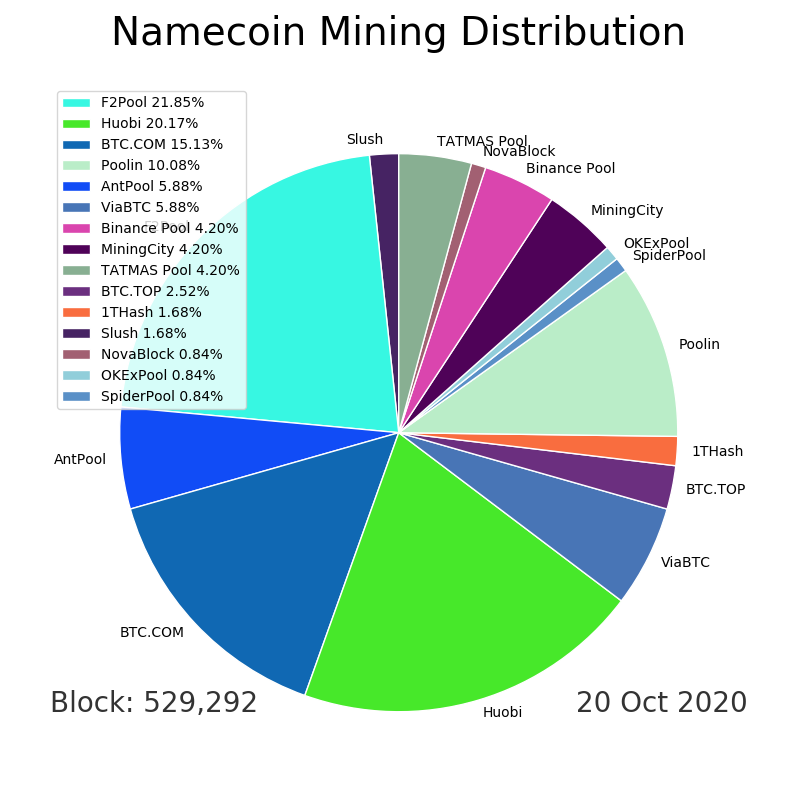 Namecoin Mining Distribution
F2Pool 21.85%
Huobi 20.17%
BTC.COM 15.13%
Poolin 10.08%
AntPool 5.88%
ViaBTC 5.88%
Binance Pool 4.20%
MiningCity 4.20%
TATMAS Pool 4.20%
BTC.TOP 2.52%
1THash 1.68%
Slush 1.68%
NovaBlock 0.84%
OKExPool 0.84%
SpiderPool 0.84%
Slush
TATMAS Pool
NovaBlock
Binance Pool
MiningCity
OKExPool
SpiderPool
Poolin
1THash
BTC.TOP
ViaBTC
Huobi
BTC.COM
AntPool
F2Pool
Block: 529,292
20 Oct 2020